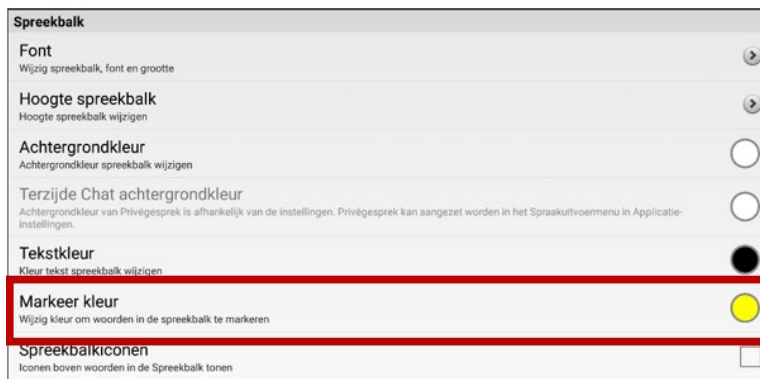 Spreekbalk
Font
Wijzig spreekbalk, font en grootte
Hoogte spreekbalk
Hoogte spreekbalk wijzigen
Achtergrondkleur
Achtergrondkleur spreekbalk wijzigen
Terzijde Chat achtergrondkleur
Achtergrondkleur van Privégesprek is afhankelijk van de instellingen. Privégesprek kan aangezet worden in het Spraakuitvoermenu in Applicatie-
instellingen.
Tekstkleur
Kleur tekst spreekbalk wijzigen
Markeer kleur
Wijzig kleur om woorden in de spreekbalk te markeren
Spreekbalkiconen
Iconen boven woorden in de Spreekbalk tonen